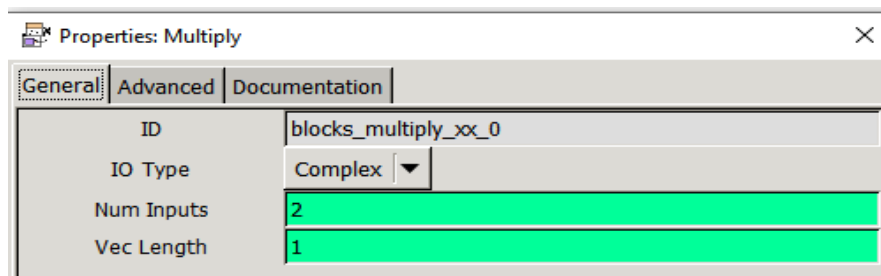 Properties: Multiply
General Advanced Documentation
ID blocks_multiply_xx_0
IO Type Complex
Num Inputs 2
Vec Length 1